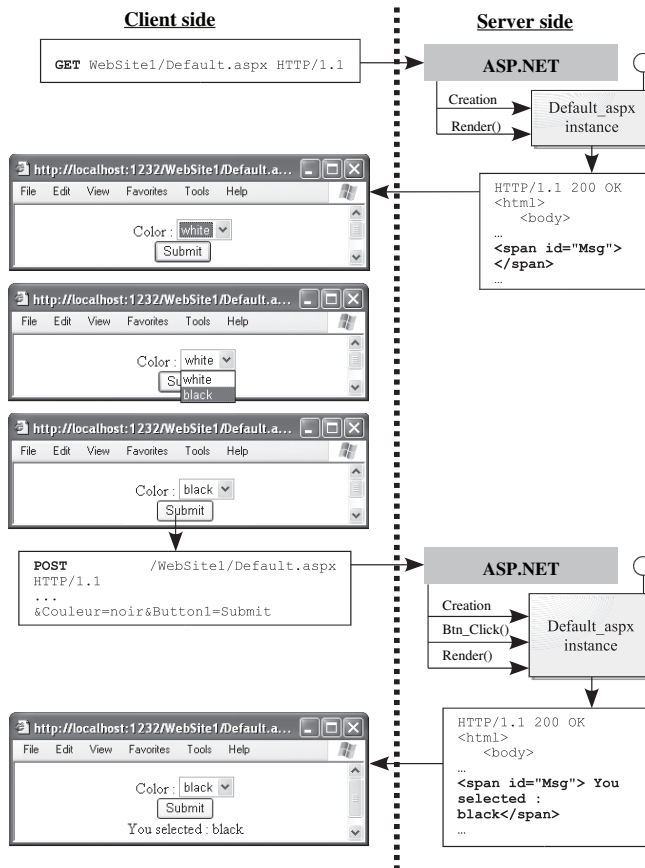 Client side
Server side
GET WebSite1/Default.aspx HTTP/1.1
ASP.NET
Creation
Render()
Default_aspx
instance
HTTP/1.1 200 OK
<html>
<body>
…
<span id="Msg">
</span>
…
http://localhost:1232/WebSite1/Default.a...
File Edit View Favorites Tools Help
Color : white
Submit
http://localhost:1232/WebSite1/Default.a...
File Edit View Favorites Tools Help
Color : white
Su white
black
http://localhost:1232/WebSite1/Default.a...
File Edit View Favorites Tools Help
Color : black
Submit
POST /WebSite1/Default.aspx
HTTP/1.1
...
&Couleur=noir&Button1=Submit
ASP.NET
Creation
Btn_Click()
Render()
Default_aspx
instance
HTTP/1.1 200 OK
<html>
<body>
…
<span id="Msg"> You
selected :
black</span>
…
http://localhost:1232/WebSite1/Default.a...
File Edit View Favorites Tools Help
Color : black
Submit
You selected : black